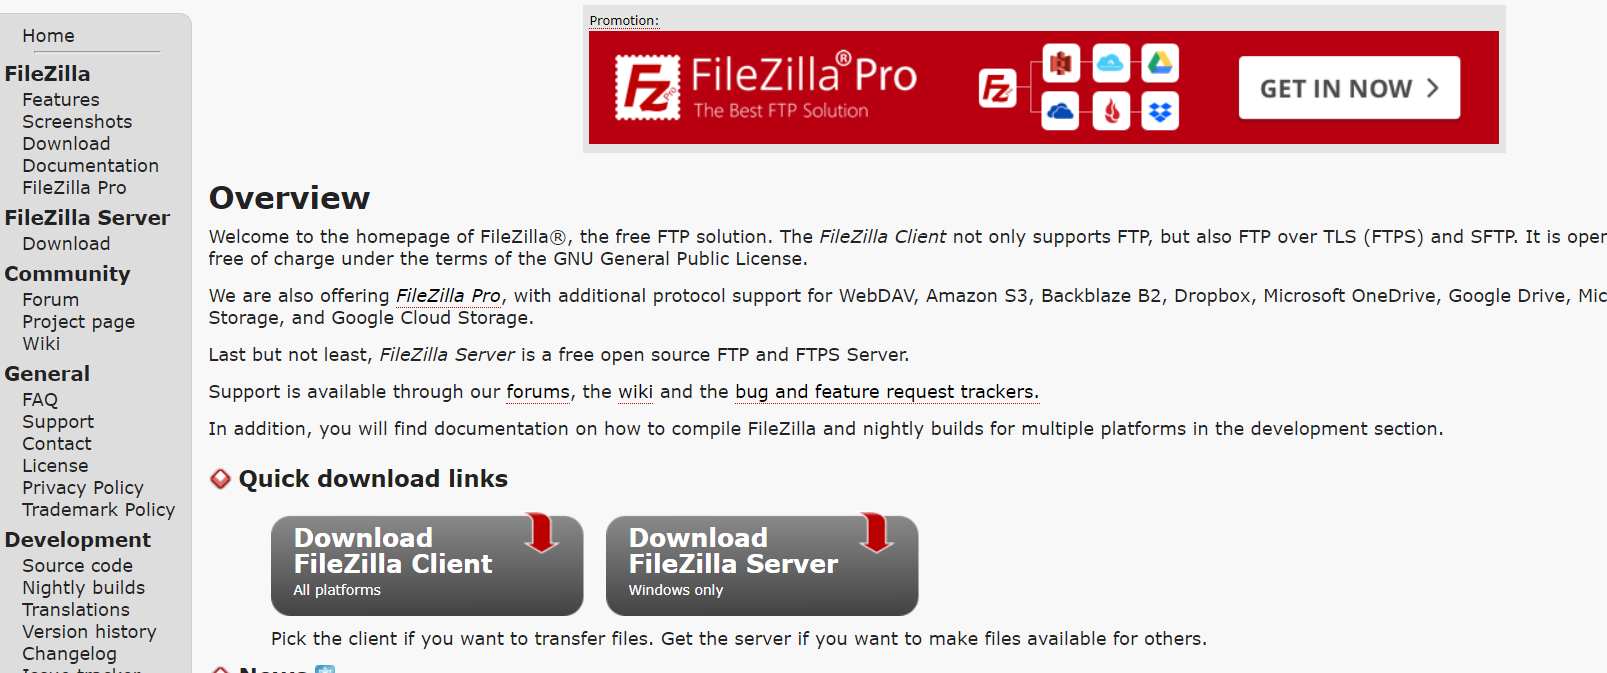 Home
FileZilla
Features
Screenshots
Download
Documentation
FileZilla Pro
FileZilla Server
Download
Community
Forum
Project page
Wiki
General
FAQ
Support
Contact
License
Privacy Policy
Trademark Policy
Development
Source code
Nightly builds
Translations
Version history
Changelog
Issue tracker
Promotion:
Fz Pro
FileZilla® Pro
The Best FTP Solution
Fz
GET IN NOW >
Overview
Welcome to the homepage of FileZilla®, the free FTP solution. The FileZilla Client not only supports FTP, but also FTP over TLS (FTPS) and SFTP. It is
free of charge under the terms of the GNU General Public License.
We are also offering FileZilla Pro, with additional protocol support for WebDAV, Amazon S3, Backblaze B2, Dropbox, Microsoft OneDrive, Google Drive,
Storage, and Google Cloud Storage.
Last but not least, FileZilla Server is a free open source FTP and FTPS Server.
Support is available through our forums, the wiki and the bug and feature request trackers.
In addition, you will find documentation on how to compile FileZilla and nightly builds for multiple platforms in the development section.
Quick download links
Download
FileZilla Client
All platforms
Download
FileZilla Server
Windows only
Pick the client if you want to transfer files. Get the server if you want to make files available for others.
News